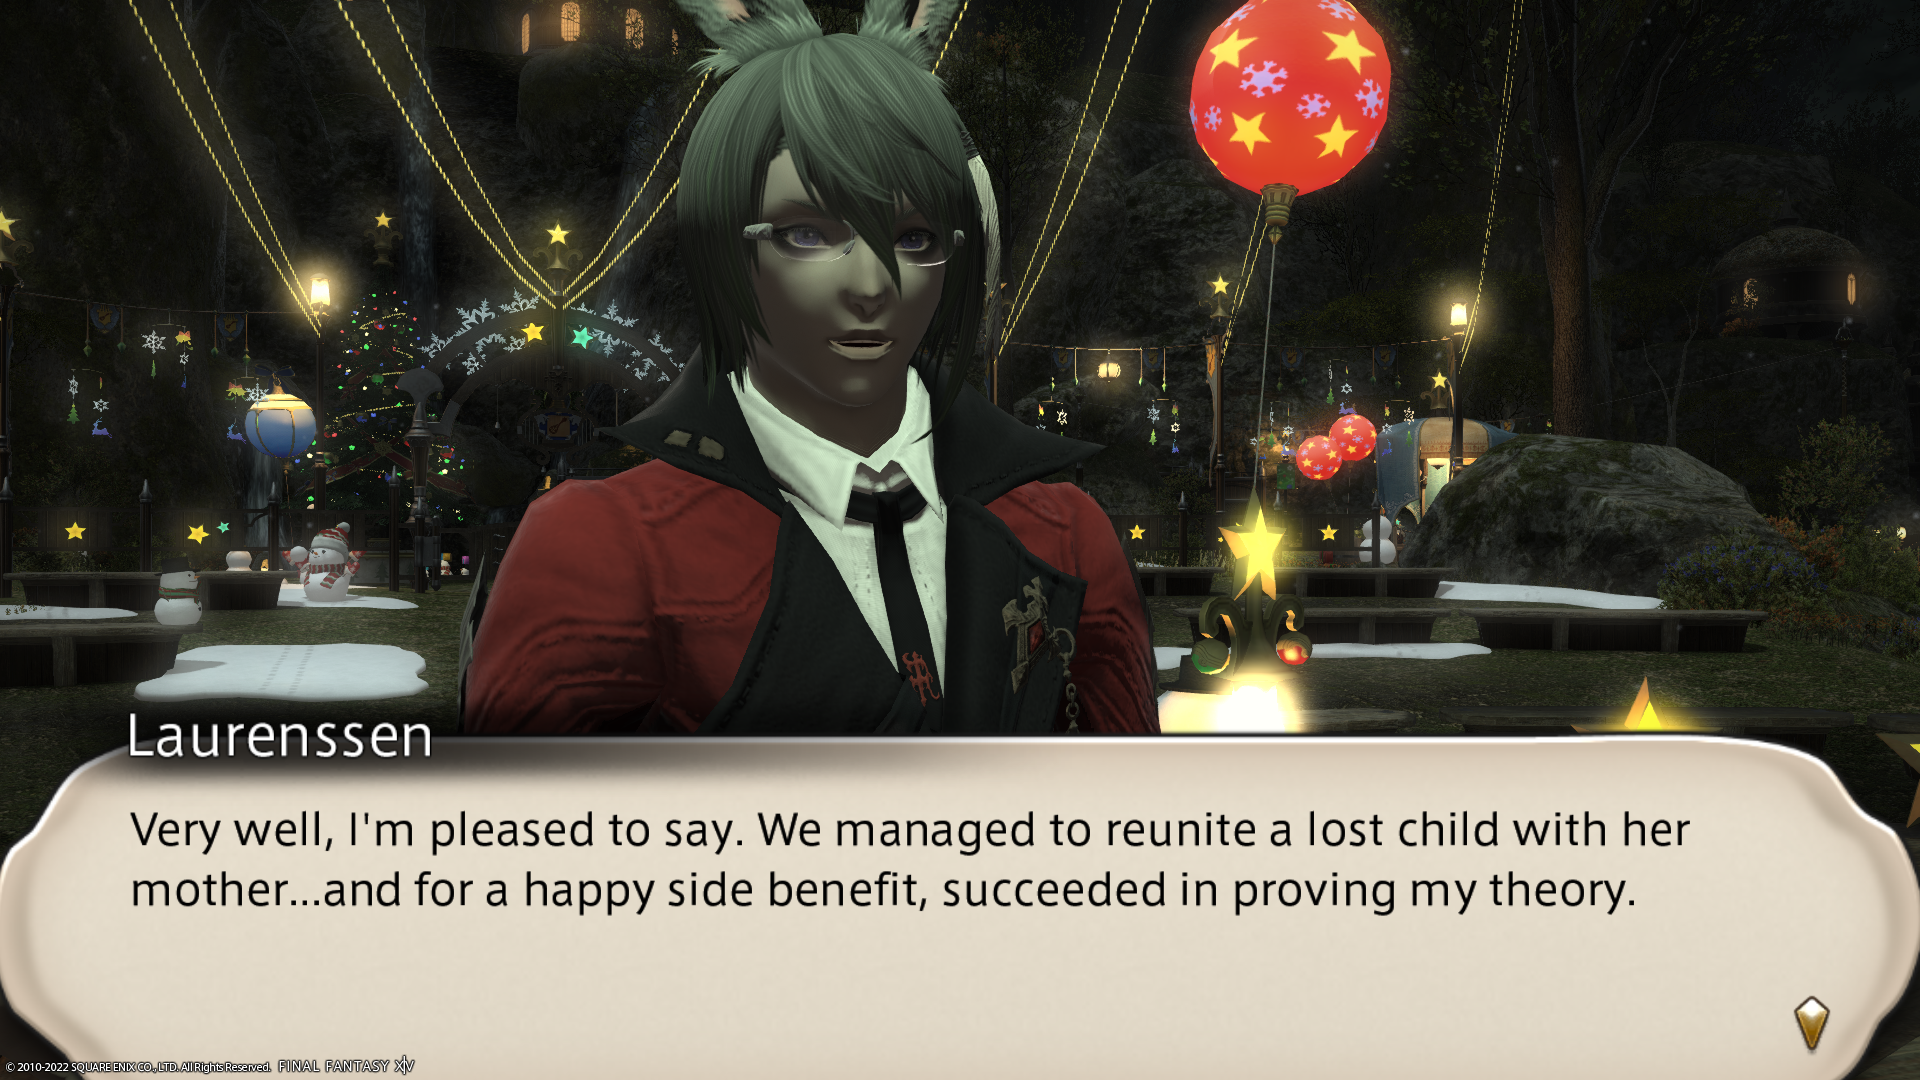 Laurenssen
Very well, I'm pleased to say. We managed to reunite a lost child with her
mother...and for a happy side benefit, succeeded in proving my theory.
© 2010-2022 SQUARE ENIX CO., LTD. All Rights Reserved. FINAL FANTASY XIV